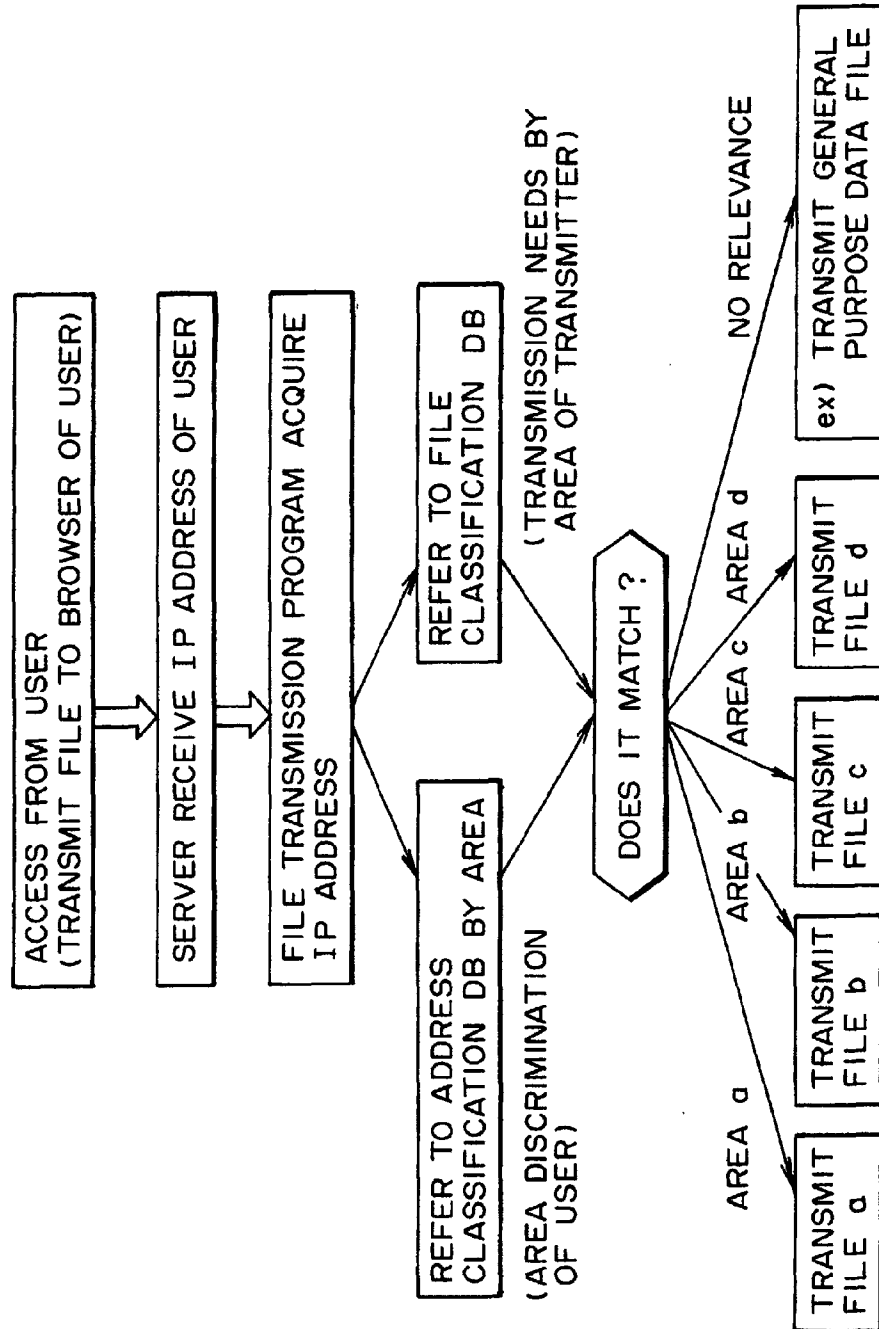 ACCESS FROM USER
(TRANSMIT FILE TO BROWSER OF USER)
SERVER RECEIVE IP ADDRESS OF USER
FILE TRANSMISSION PROGRAM ACQUIRE
IP ADDRESS
REFER TO ADDRESS
CLASSIFICATION DB BY AREA
(AREA DISCRIMINATION
OF USER)
REFER TO FILE
CLASSIFICATION DB
(TRANSMISSION NEEDS BY
AREA OF TRANSMITTER)
DOES IT MATCH ?
AREA a
AREA b
AREA c
AREA d
NO RELEVANCE
TRANSMIT
FILE a
TRANSMIT
FILE b
TRANSMIT
FILE c
TRANSMIT
FILE d
ex) TRANSMIT GENERAL
PURPOSE DATA FILE